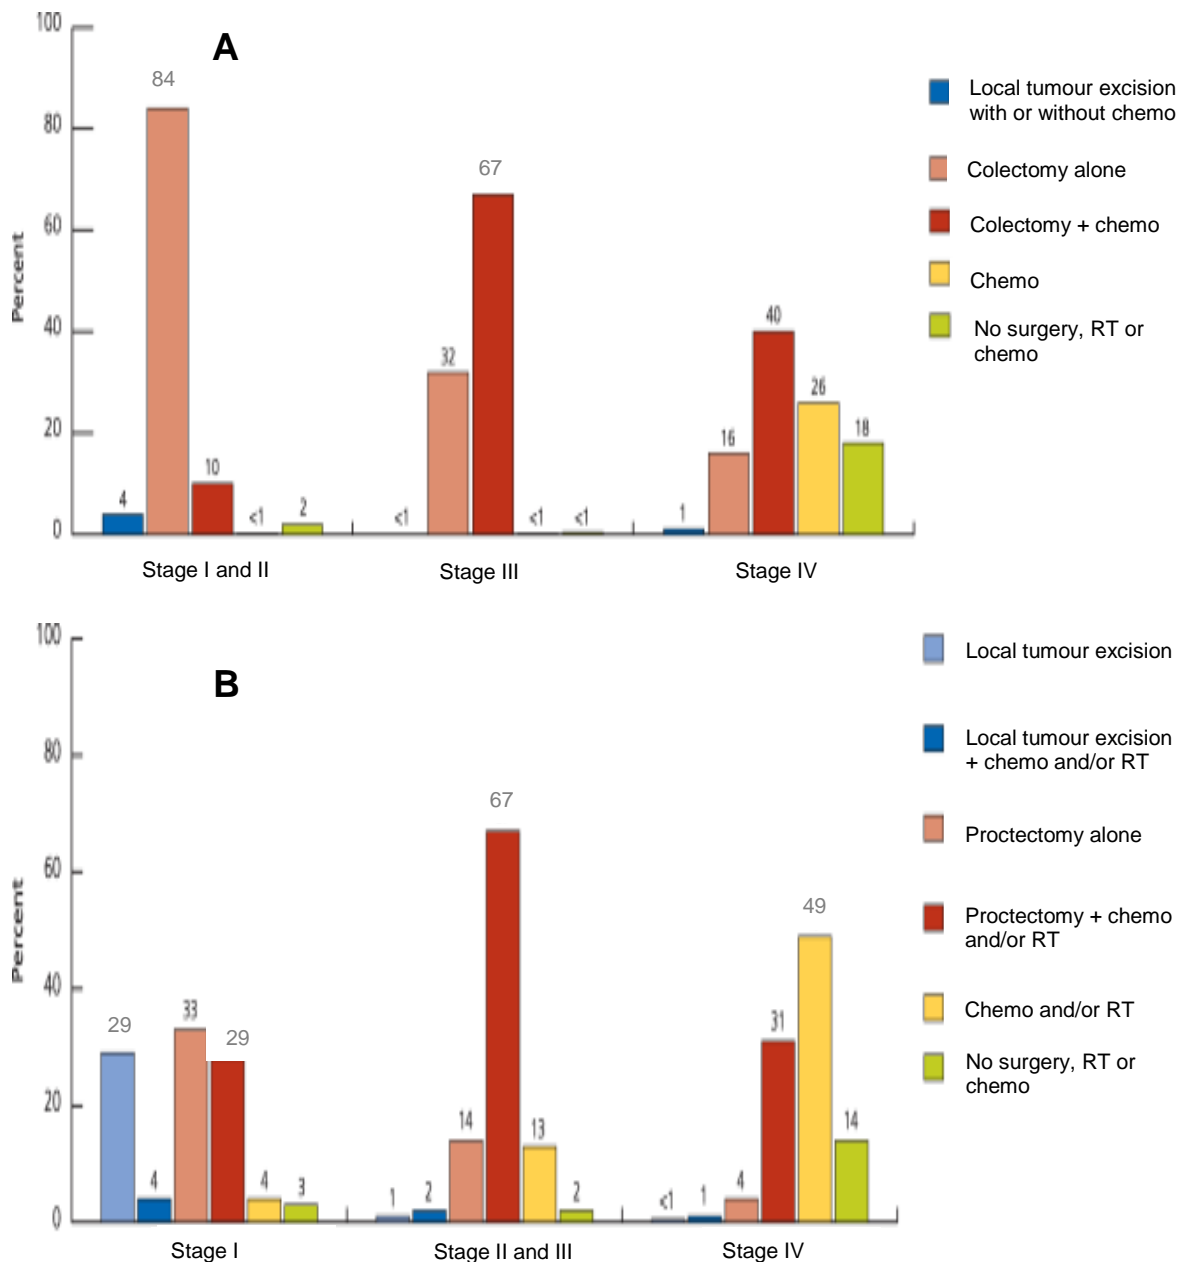 100
A
84
80
67
60
Percent
40
40
32
26
20
16
18
10
4
<1
2
<1
<1
<1
1
0
Stage I and II
Stage III
Stage IV
Local tumour excision
with or without chemo
Colectomy alone
Colectomy + chemo
Chemo
No surgery, RT or
chemo
100
B
80
67
60
Percent
49
40
33
29
29
31
20
14
13
14
4
4
3
1
2
2
<1
1
4
0
Stage I
Stage II and III
Stage IV
Local tumour excision
Local tumour excision
+ chemo and/or RT
Proctectomy alone
Proctectomy + chemo
and/or RT
Chemo and/or RT
No surgery, RT or
chemo